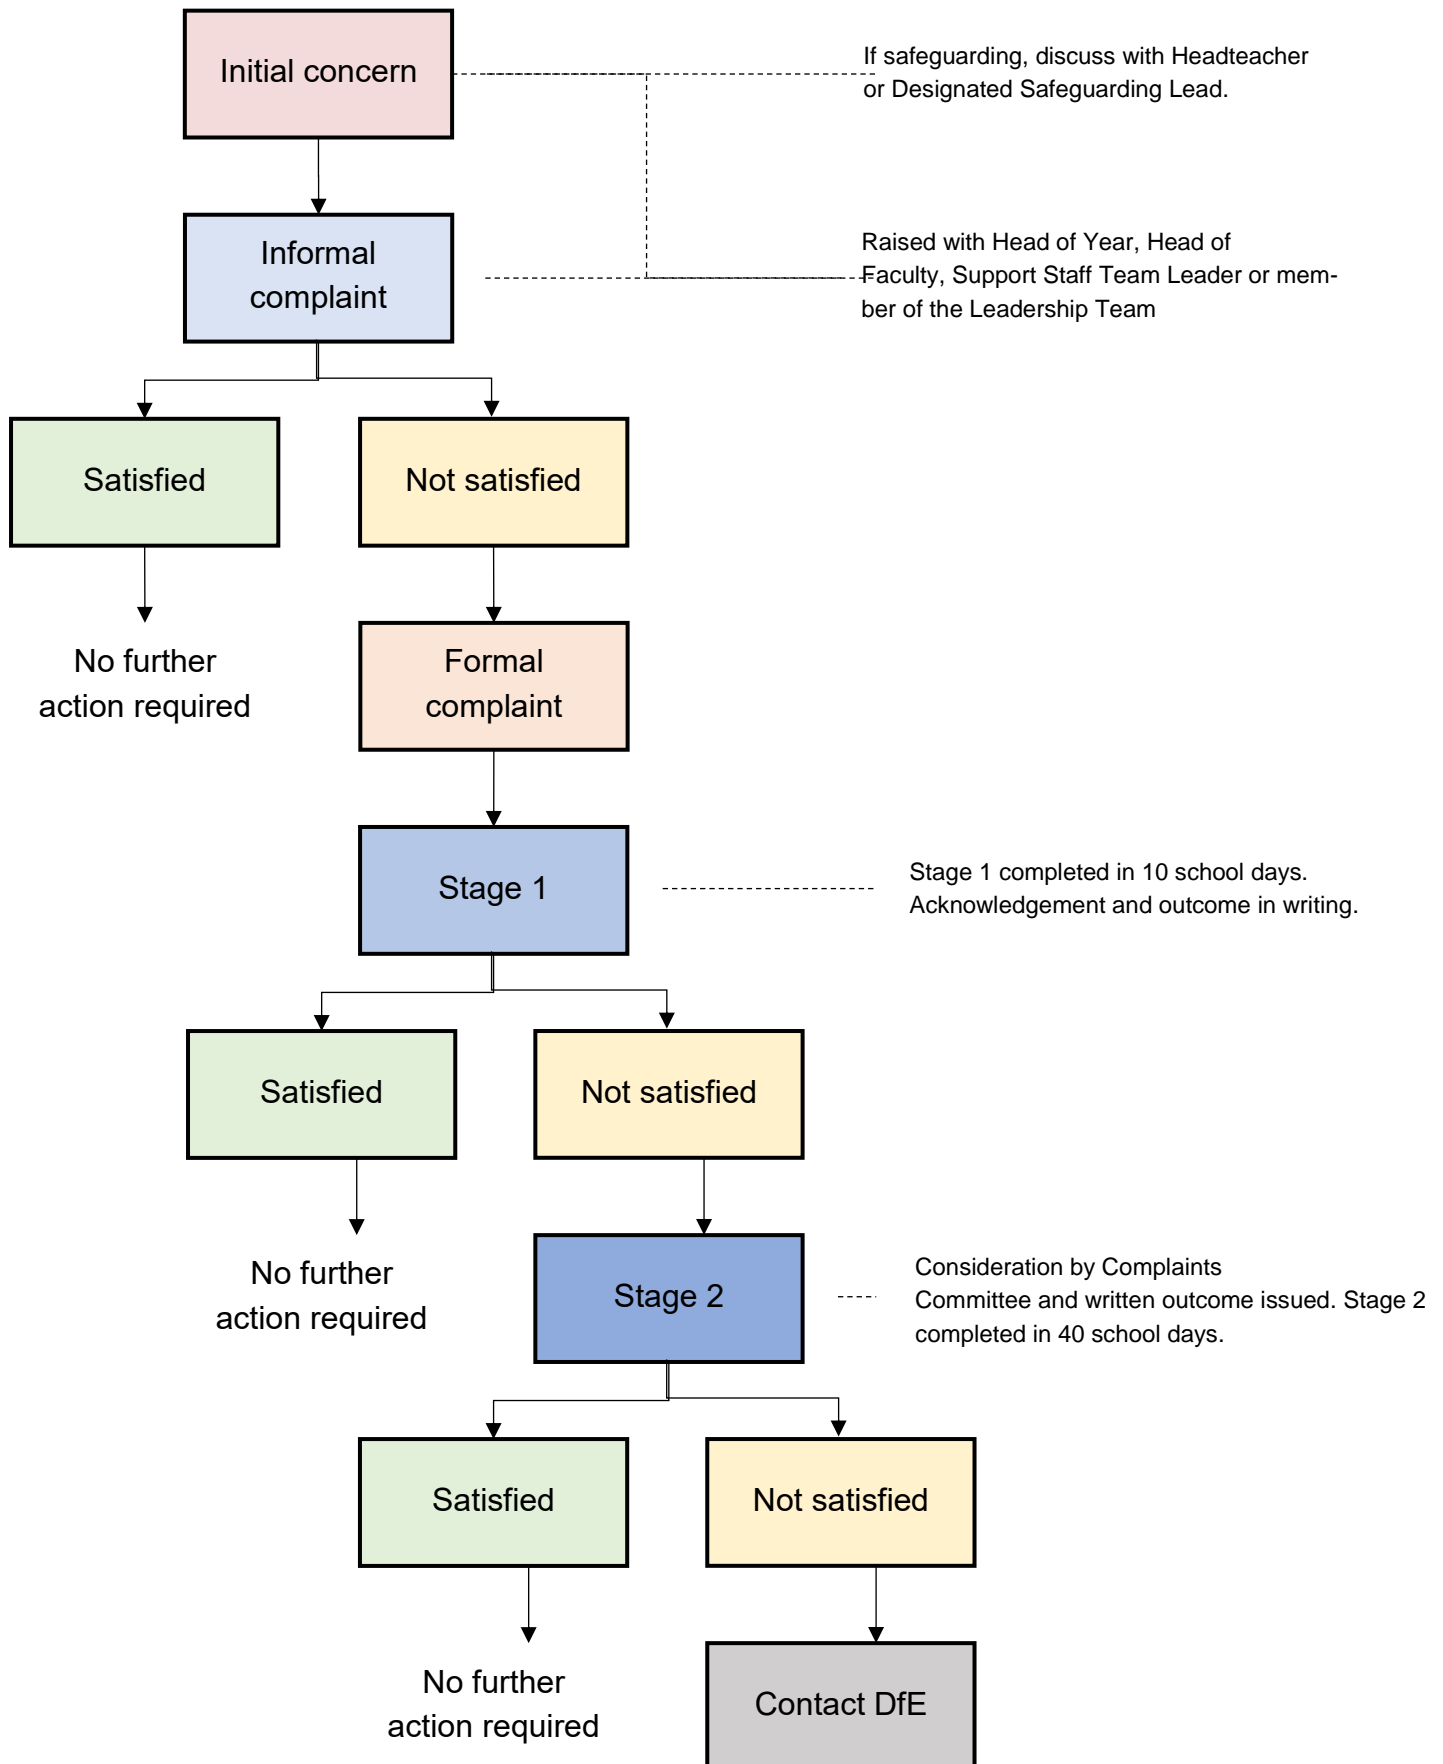 Initial concern
If safeguarding, discuss with Headteacher
or Designated Safeguarding Lead.
Informal
complaint
Raised with Head of Year, Head of
Faculty, Support Staff Team Leader or mem-
ber of the Leadership Team
Satisfied
Not satisfied
No further
action required
Formal
complaint
Stage 1
Stage 1 completed in 10 school days.
Acknowledgement and outcome in writing.
Satisfied
Not satisfied
No further
action required
Stage 2
Consideration by Complaints
Committee and written outcome issued. Stage 2
completed in 40 school days.
Satisfied
Not satisfied
No further
action required
Contact DfE